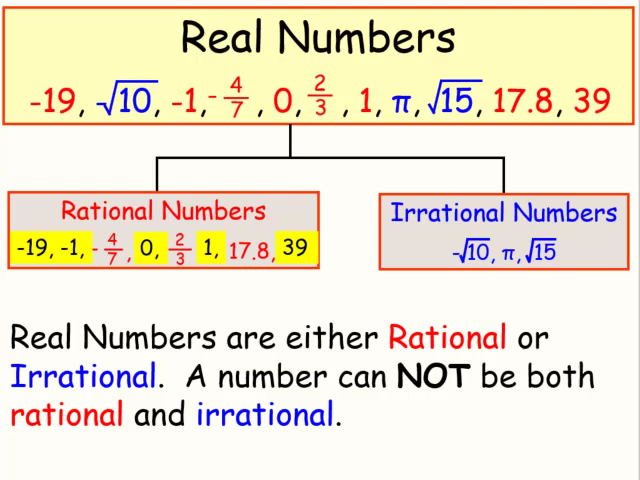 Real Numbers
-19, -√10, -1, -4/7, 0, 2/3, 1, π, √15, 17.8, 39
Rational Numbers
-19, -1, -4/7, 0, 2/3 1, 17.8, 39
Irrational Numbers
-√10, π, √15
Real Numbers are either Rational or
Irrational. A number can NOT be both
rational and irrational.